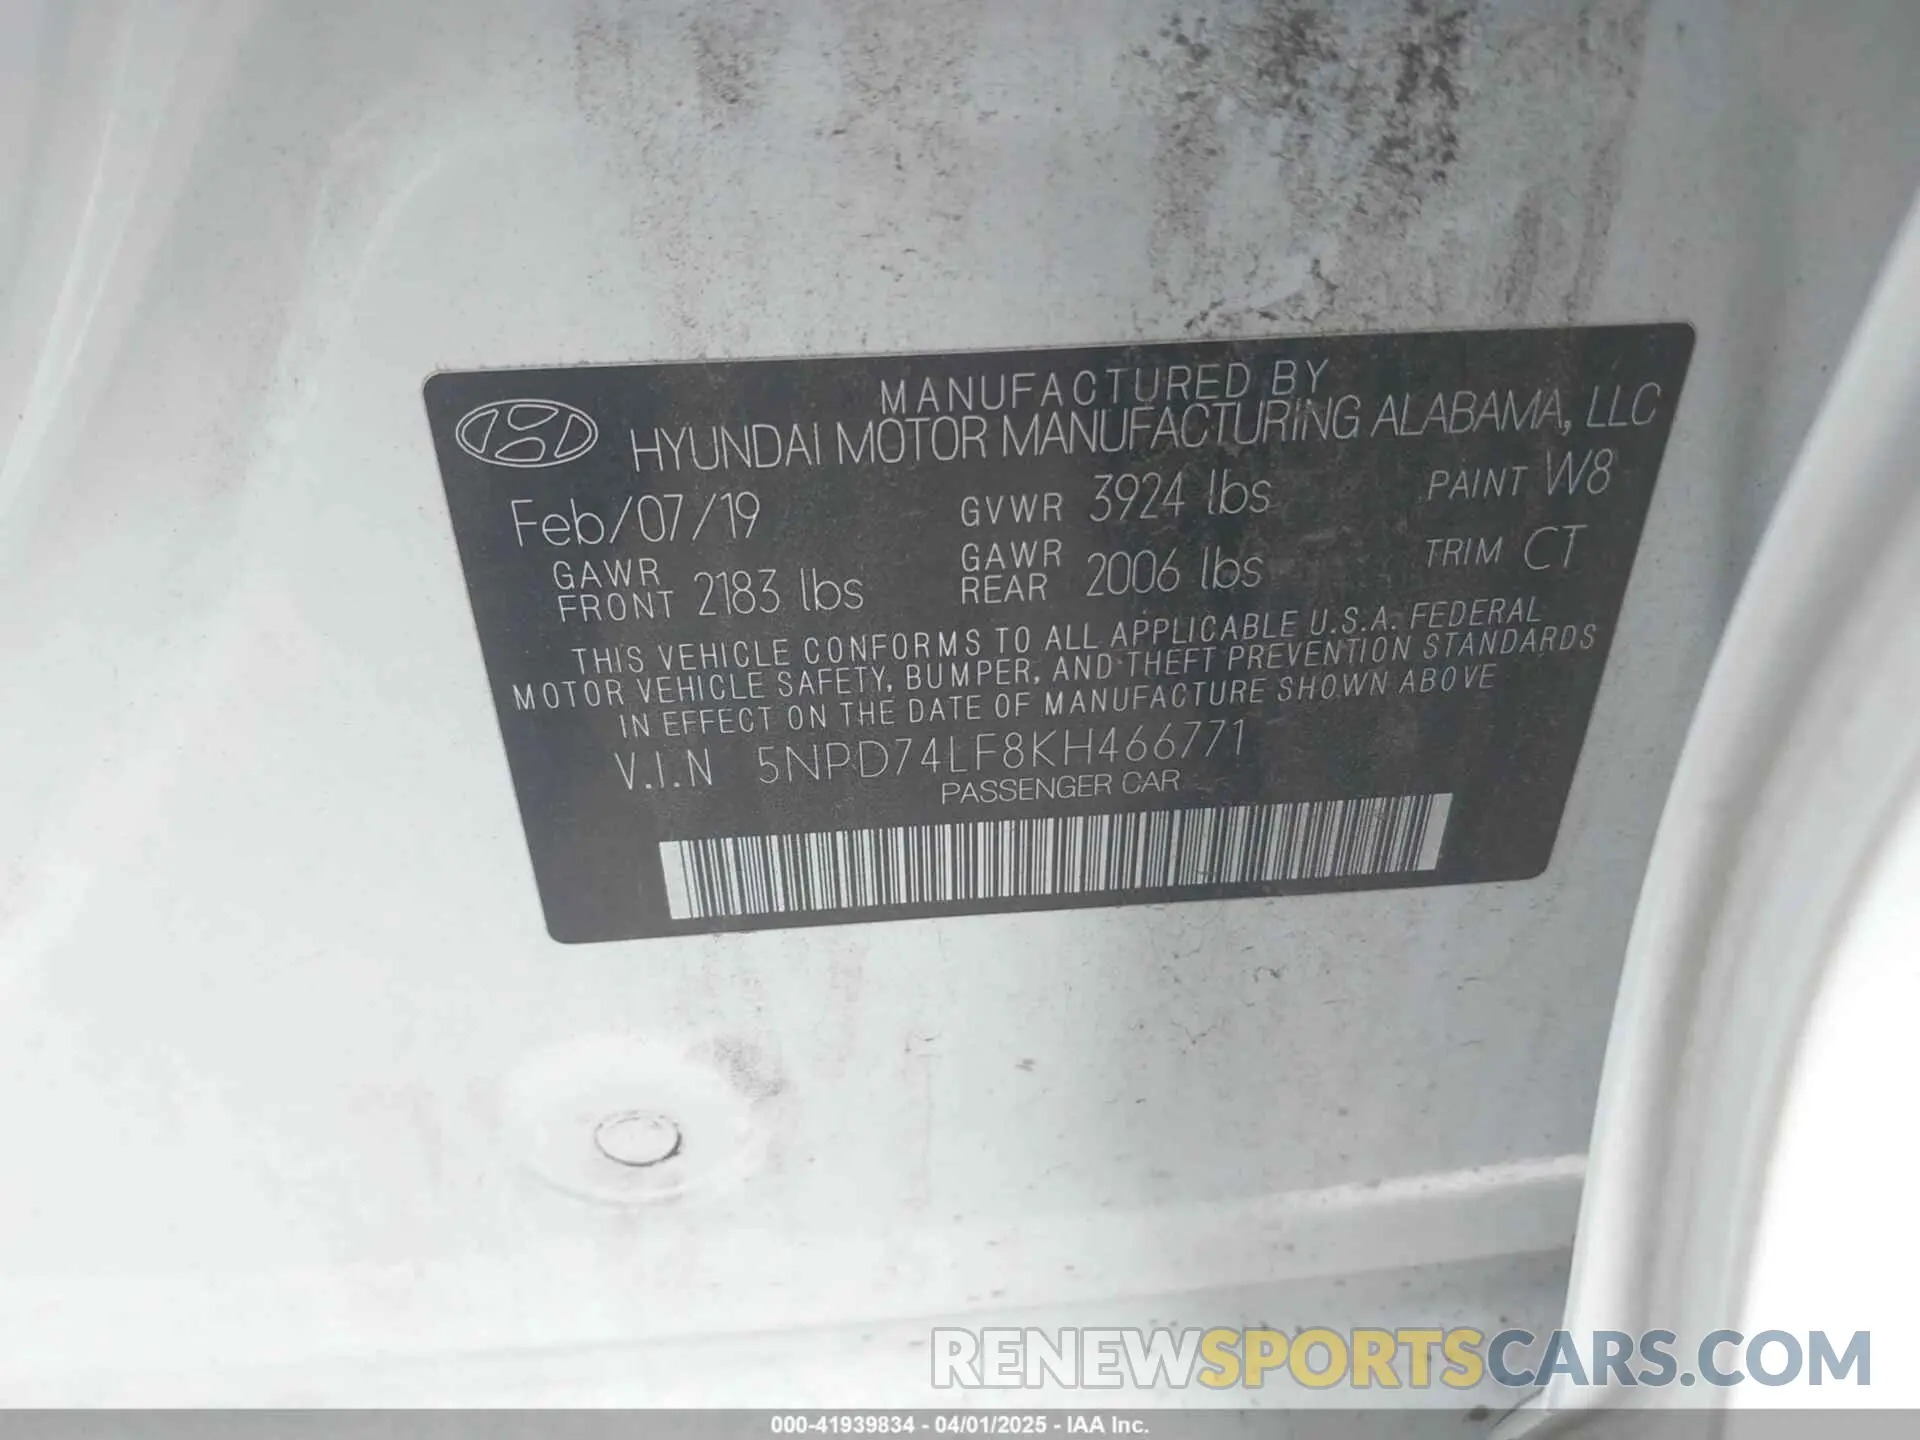 MANUFACTURED BY
HYUNDAI MOTOR MANUFACTURING ALABAMA, LLC
Feb/07/19 GVWR 3924 lbs PAINT W8
GAWR FRONT 2183 lbs GAWR REAR 2006 lbs TRIM CT
THIS VEHICLE CONFORMS TO ALL APPLICABLE U.S.A. FEDERAL
MOTOR VEHICLE SAFETY, BUMPER, AND THEFT PREVENTION STANDARDS
IN EFFECT ON THE DATE OF MANUFACTURE SHOWN ABOVE
V.I.N 5NPD74LF8KH466771
PASSENGER CAR
RENEWSPORTSCARS.COM
000-41939834 - 04/01/2025 - IAA Inc.